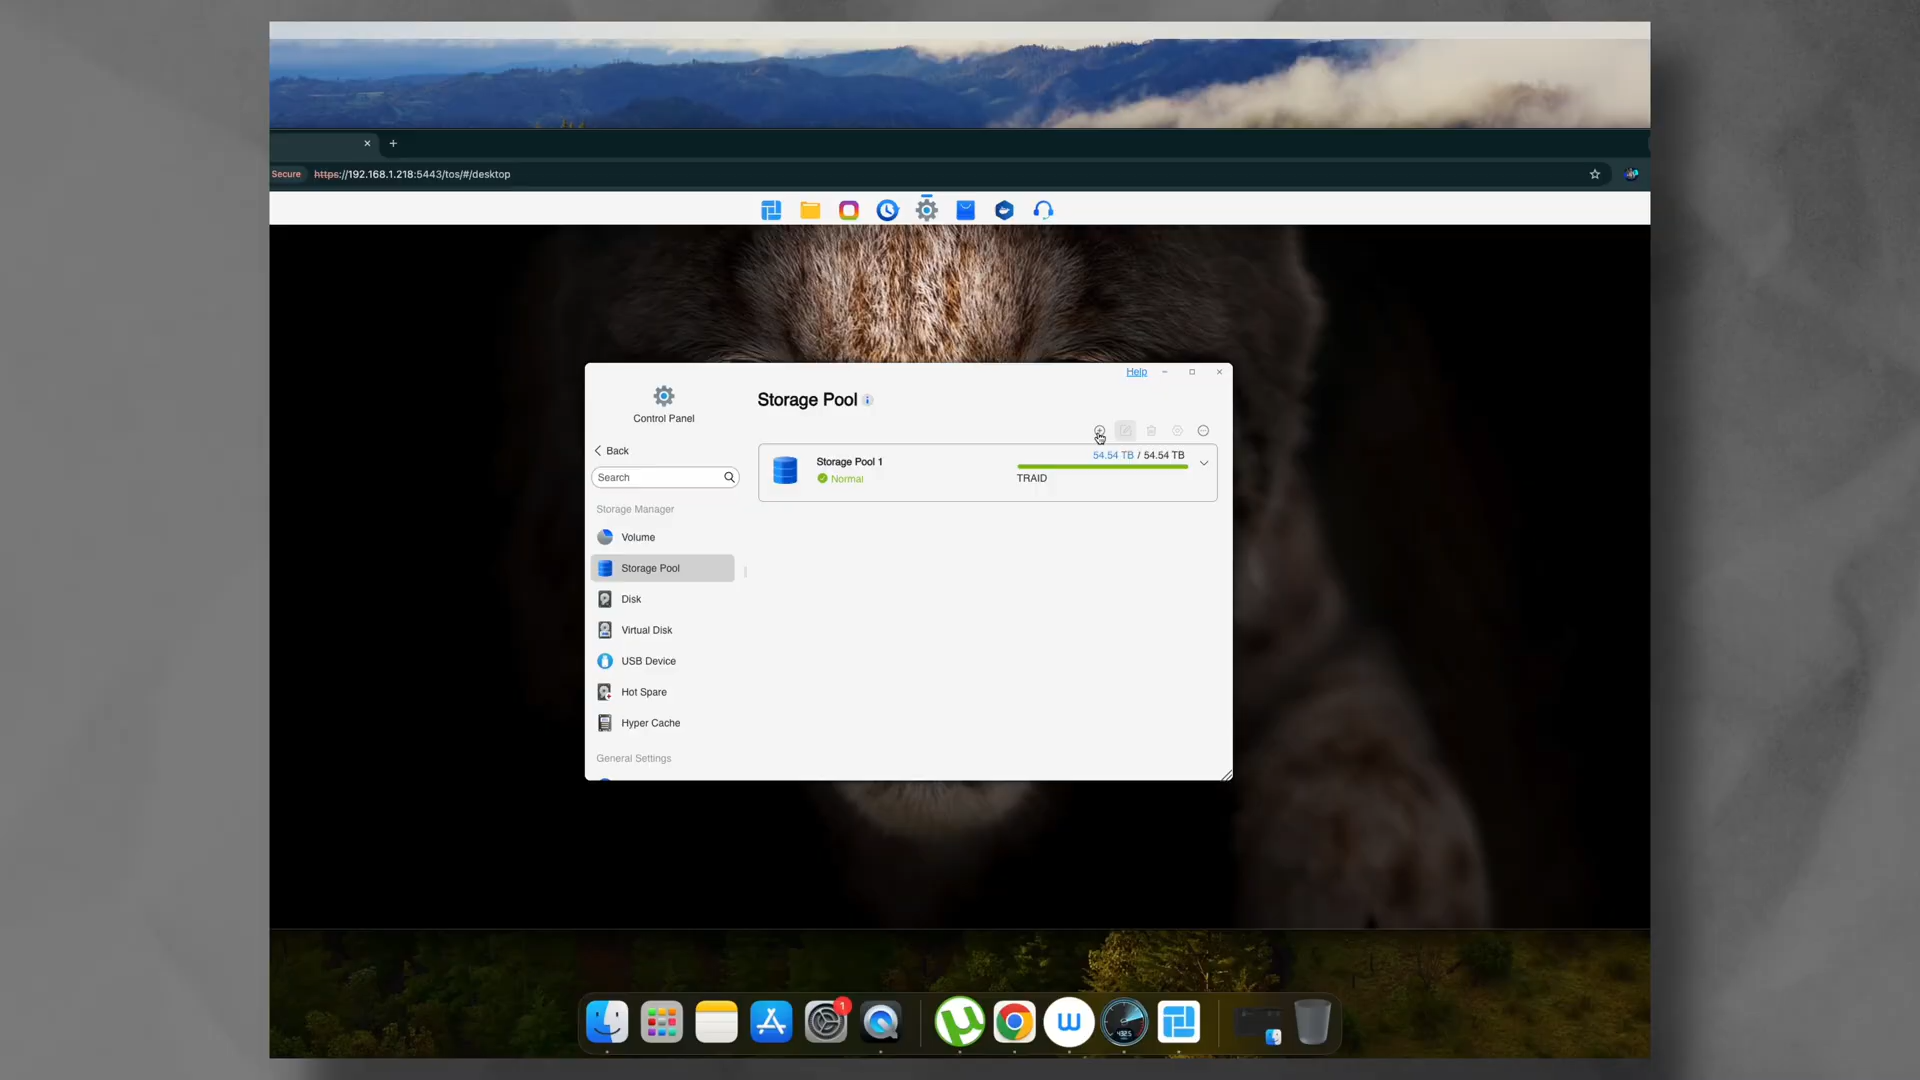 Secure https://192.168.1.218:5443/tos/#/desktop
Help
Control Panel
Storage Pool
Back
Search
Storage Manager
Volume
Storage Pool
Disk
Virtual Disk
USB Device
Hot Spare
Hyper Cache
General Settings
Storage Pool 1
Normal
54.54 TB / 54.54 TB
TRAID
1